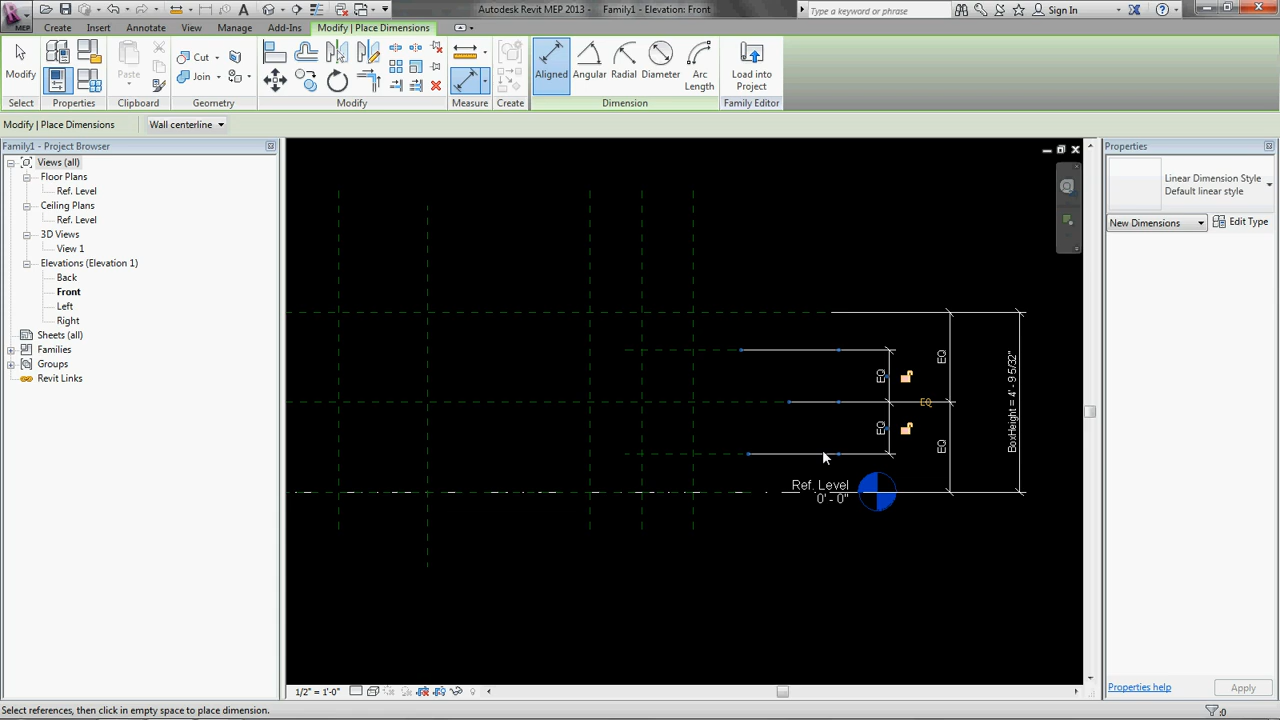 Autodesk Revit MEP 2013 - Family1 - Elevation: Front
Type a keyword or phrase
Sign In
MEP
Create Insert Annotate View Manage Add-Ins Modify | Place Dimensions
Modify
Paste
Cut
Join
Aligned
Angular
Radial
Diameter
Arc
Length
Load into
Project
Select
Properties
Clipboard
Geometry
Modify
Measure
Create
Dimension
Family Editor
Modify | Place Dimensions
Wall centerline
Family1 - Project Browser
Views (all)
Floor Plans
Ref. Level
Ceiling Plans
Ref. Level
3D Views
View 1
Elevations (Elevation 1)
Back
Front
Left
Right
Sheets (all)
Families
Groups
Revit Links
EQ
EQ
EQ
EQ
EQ
BoxHeight = 4' - 9 5/32"
Ref. Level
0' - 0"
Properties
Linear Dimension Style
Default linear style
New Dimensions
Edit Type
Properties help
Apply
1/2" = 1'-0"
Select references, then click in empty space to place dimension.
:0